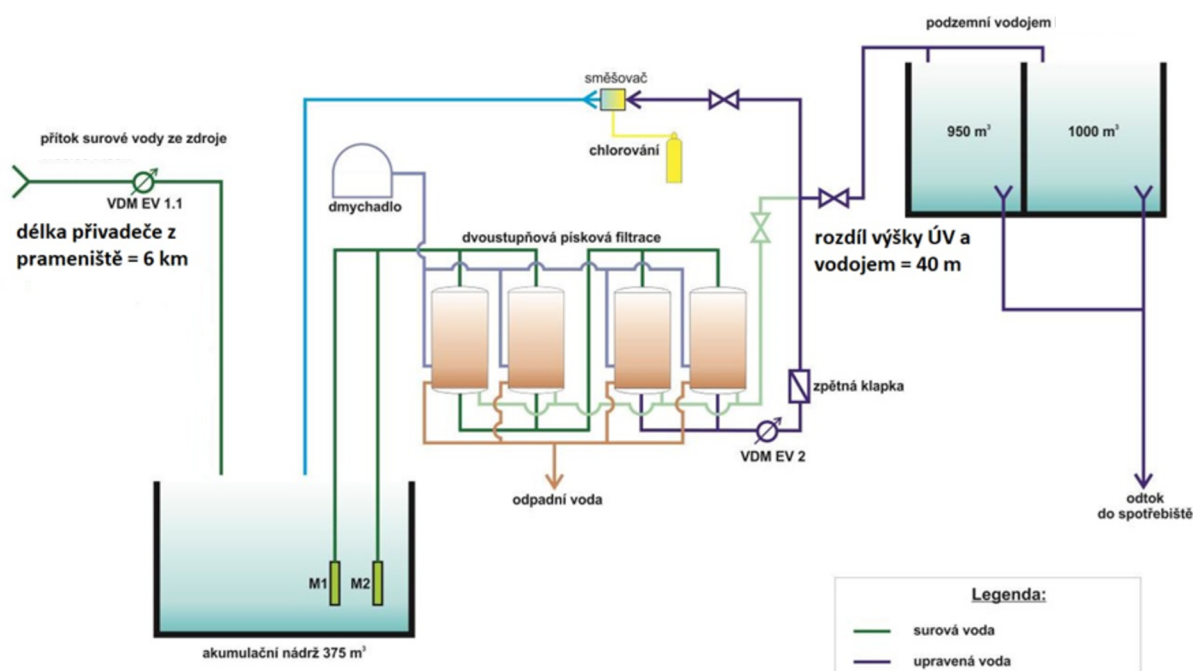 podzemní vodojem
směšovač
950 m³
1000 m³
přítok surové vody ze zdroje
chlorování
VDM EV 1.1
dmychadlo
délka přivaděče z
prameniště = 6 km
dvoustupňová písková filtrace
rozdíl výšky ÚV a
vodojem = 40 m
zpětná klapka
VDM EV 2
odpadní voda
odtok
do spotřebiště
M1
M2
Legenda:
surová voda
akumulační nádrž 375 m³
upravená voda